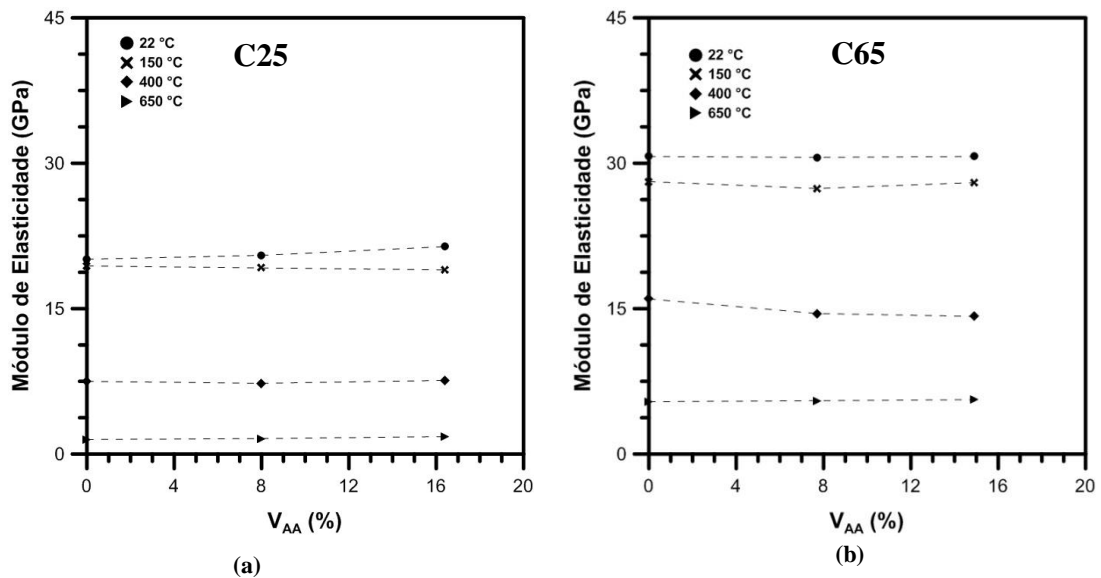 C25
22 °C
150 °C
400 °C
650 °C
Módulo de Elasticidade (GPa)
45
30
15
0
0 4 8 12 16 20
V_AA (%)
(a)
C65
22 °C
150 °C
400 °C
650 °C
Módulo de Elasticidade (GPa)
45
30
15
0
0 4 8 12 16 20
V_AA (%)
(b)